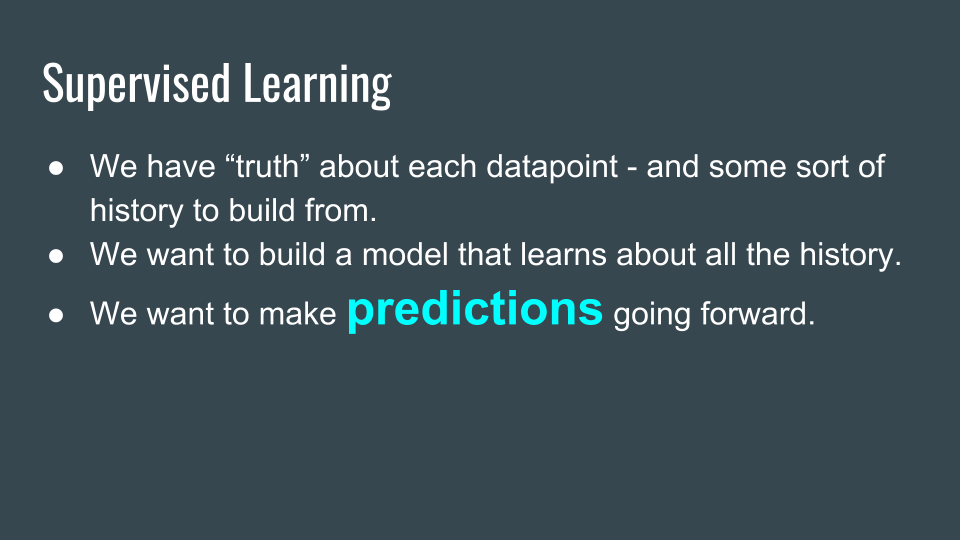 Supervised Learning
● We have “truth” about each datapoint - and some sort of
history to build from.
● We want to build a model that learns about all the history.
● We want to make predictions going forward.